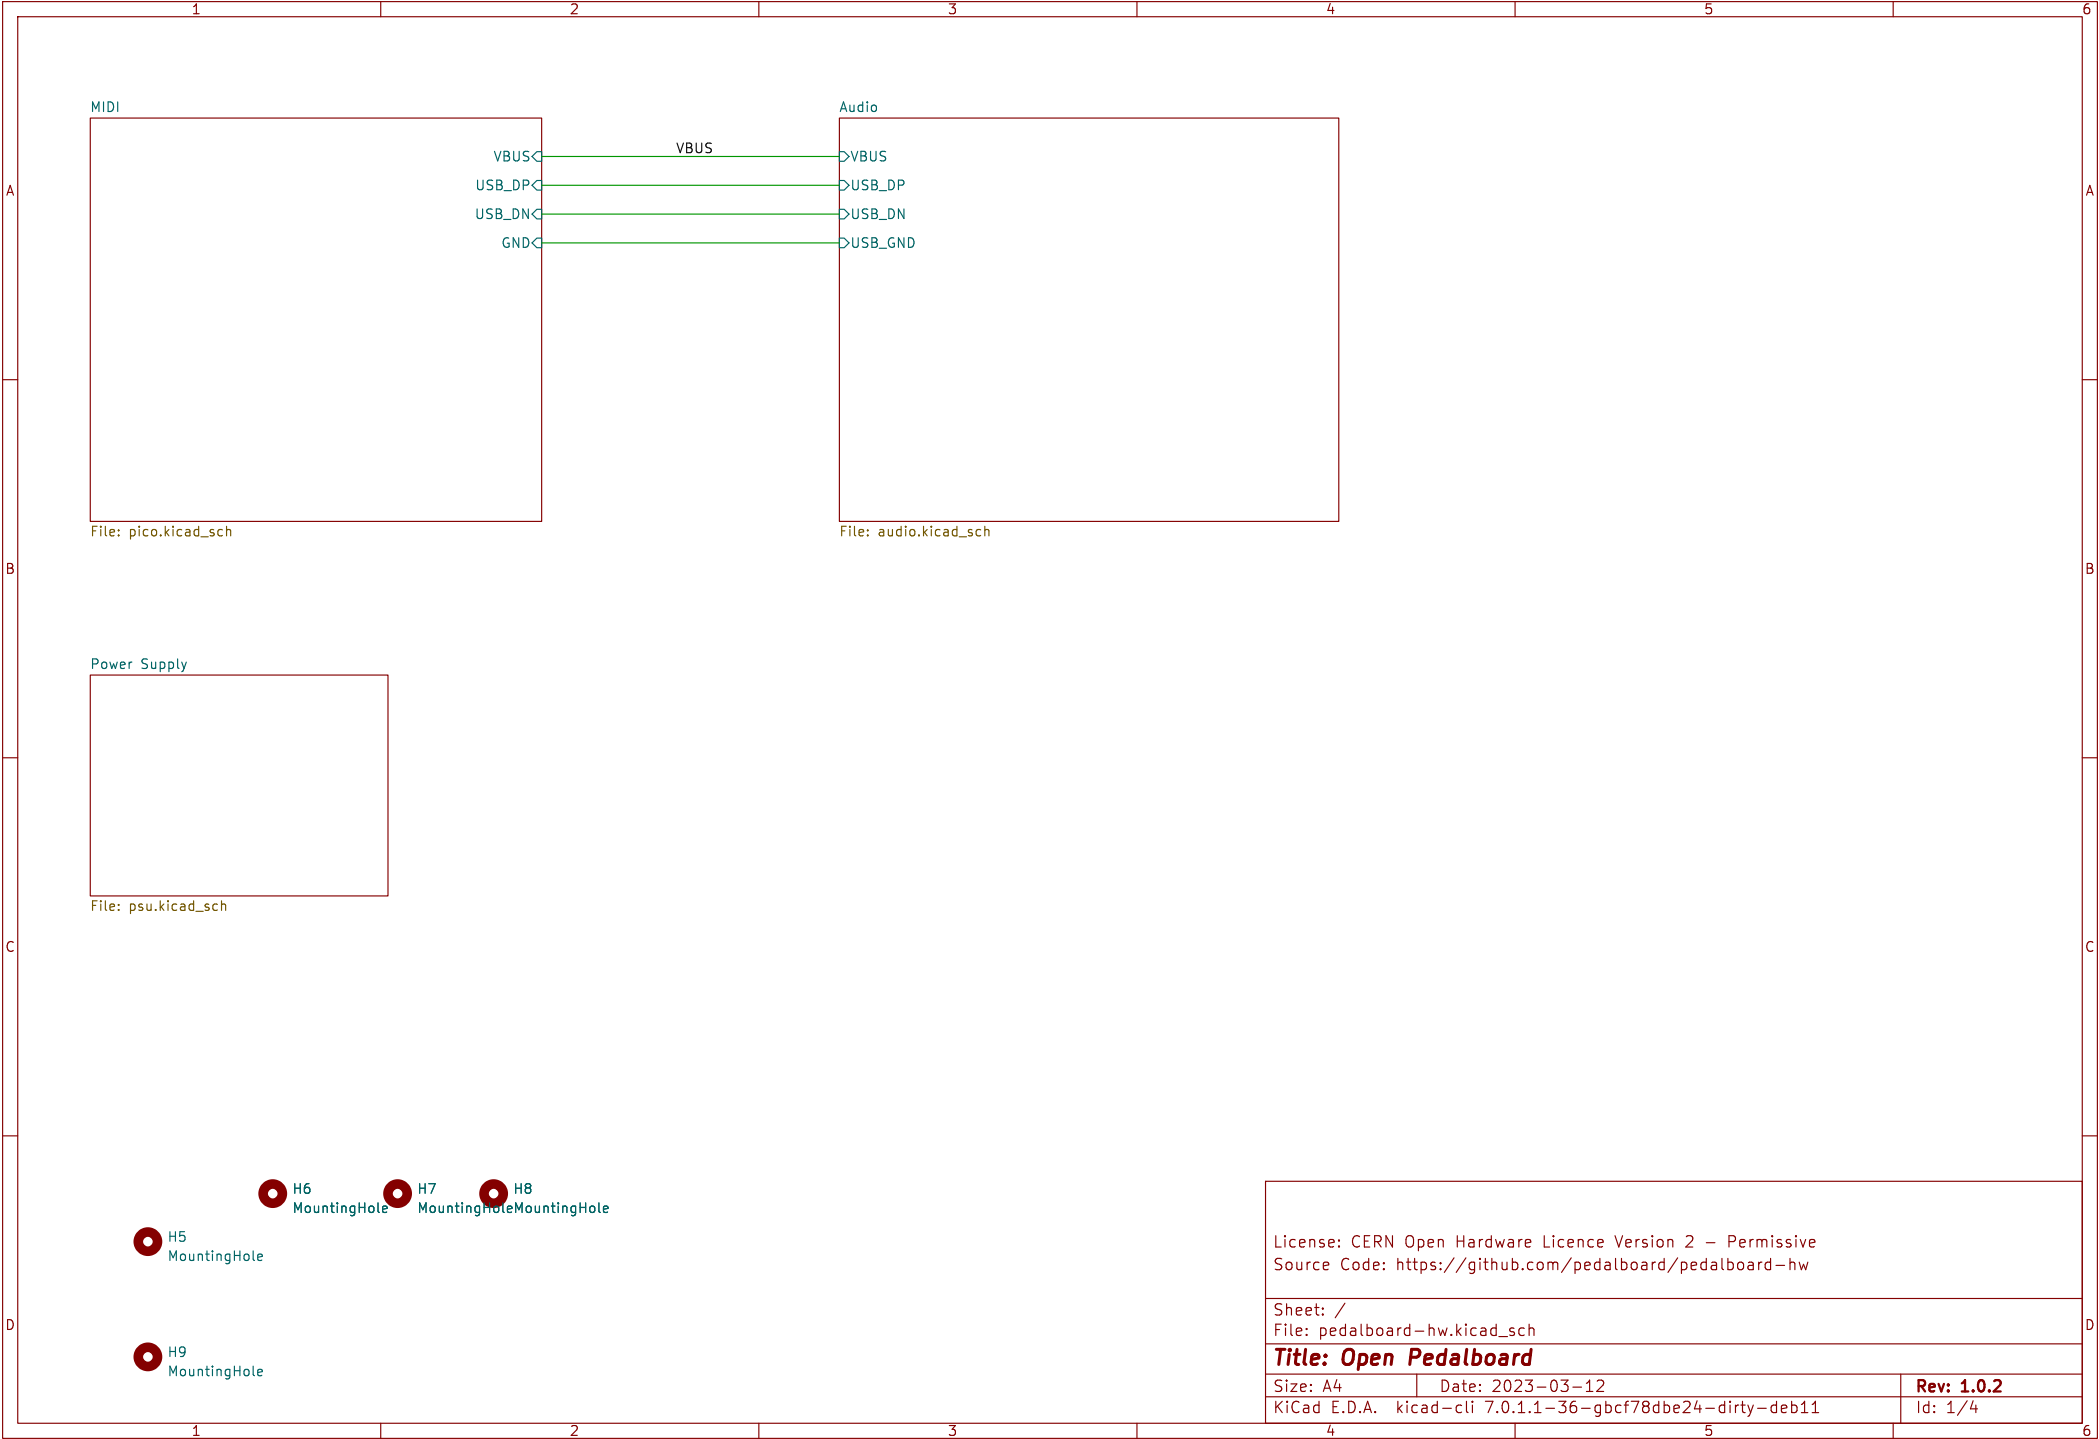 1 2 3 4 5 6
MIDI
Audio
VBUS
VBUS
VBUS
USB_DP
USB_DP
USB_DN
USB_DN
GND
USB_GND
A
A
File: pico.kicad_sch
File: audio.kicad_sch
B
B
Power Supply
File: psu.kicad_sch
C
C
H6
MountingHole
H7
MountingHole
H8
MountingHole
H5
MountingHole
H9
MountingHole
D
D
License: CERN Open Hardware Licence Version 2 - Permissive
Source Code: https://github.com/pedalboard/pedalboard-hw
Sheet: /
File: pedalboard-hw.kicad_sch
Title: Open Pedalboard
Size: A4
Date: 2023-03-12
Rev: 1.0.2
KiCad E.D.A. kicad-cli 7.0.1.1-36-gbcf78dbe24-dirty-deb11
Id: 1/4
1 2 3 4 5 6